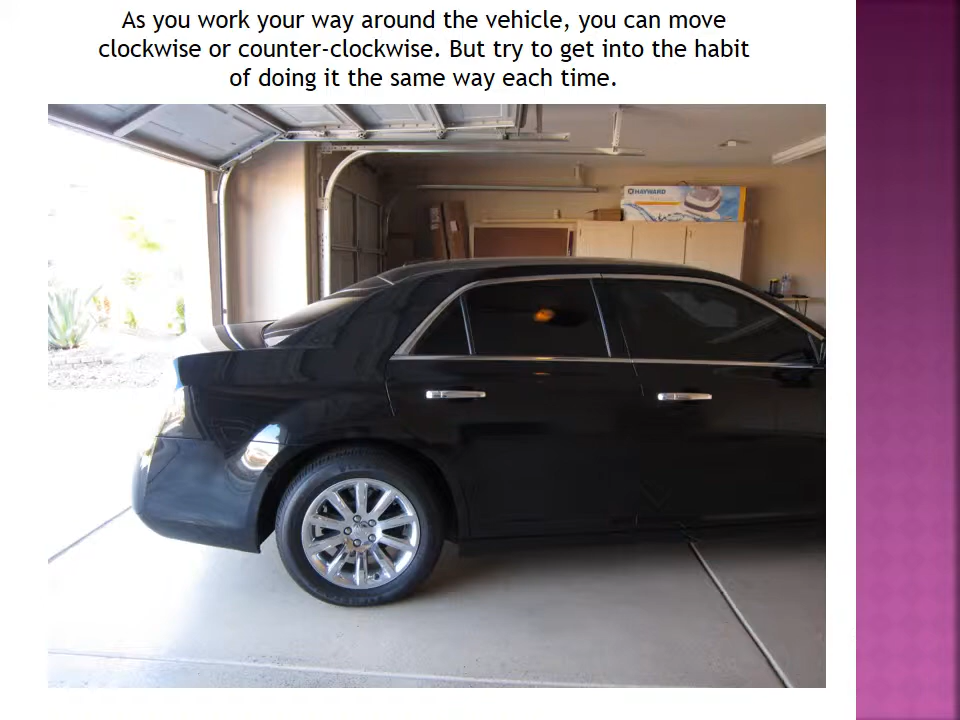 As you work your way around the vehicle, you can move
clockwise or counter-clockwise. But try to get into the habit
of doing it the same way each time.
HAYWARD